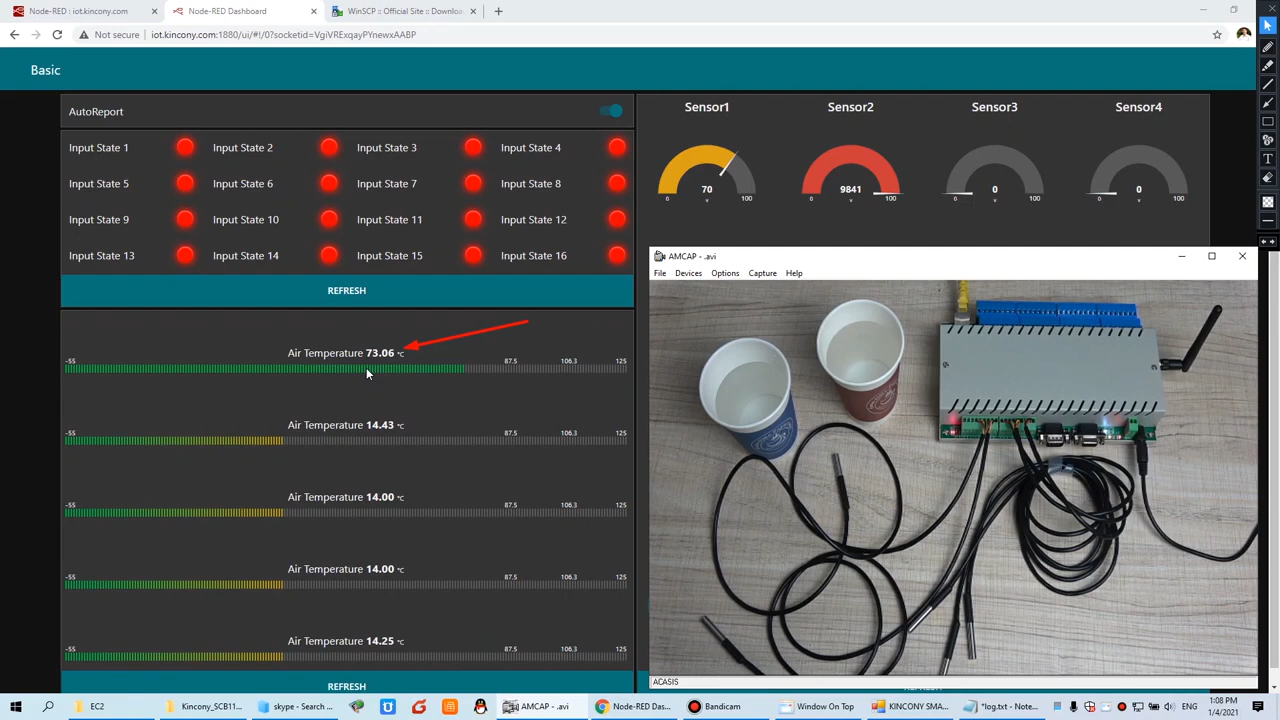 Node-RED : iot.kincony.com
Node-RED Dashboard
WinSCP :: Official Site :: Downloa
Not secure
iot.kincony.com:1880/ui/#!/0?socketid=VgiVRExqayPYnewxAABP
Basic
AutoReport
Input State 1
Input State 2
Input State 3
Input State 4
Input State 5
Input State 6
Input State 7
Input State 8
Input State 9
Input State 10
Input State 11
Input State 12
Input State 13
Input State 14
Input State 15
Input State 16
REFRESH
Air Temperature 73.06 ℃
-55 87.5 106.3 125
Air Temperature 14.43 ℃
-55 87.5 106.3 125
Air Temperature 14.00 ℃
-55 87.5 106.3 125
Air Temperature 14.00 ℃
-55 87.5 106.3 125
Air Temperature 14.25 ℃
-55 87.5 106.3 125
REFRESH
Sensor1 Sensor2 Sensor3 Sensor4
70 9841 0 0
0 v 100 0 v 100 0 v 100 0 v 100
AMCAP - .avi
File Devices Options Capture Help
ACASIS
EC2
Kincony_SCB11...
skype - Search ...
AMCAP - .avi
Node-RED Das...
Bandicam
Window On Top
KINCONY SMA...
*log.txt - Note...
ENG
1:08 PM
1/4/2021